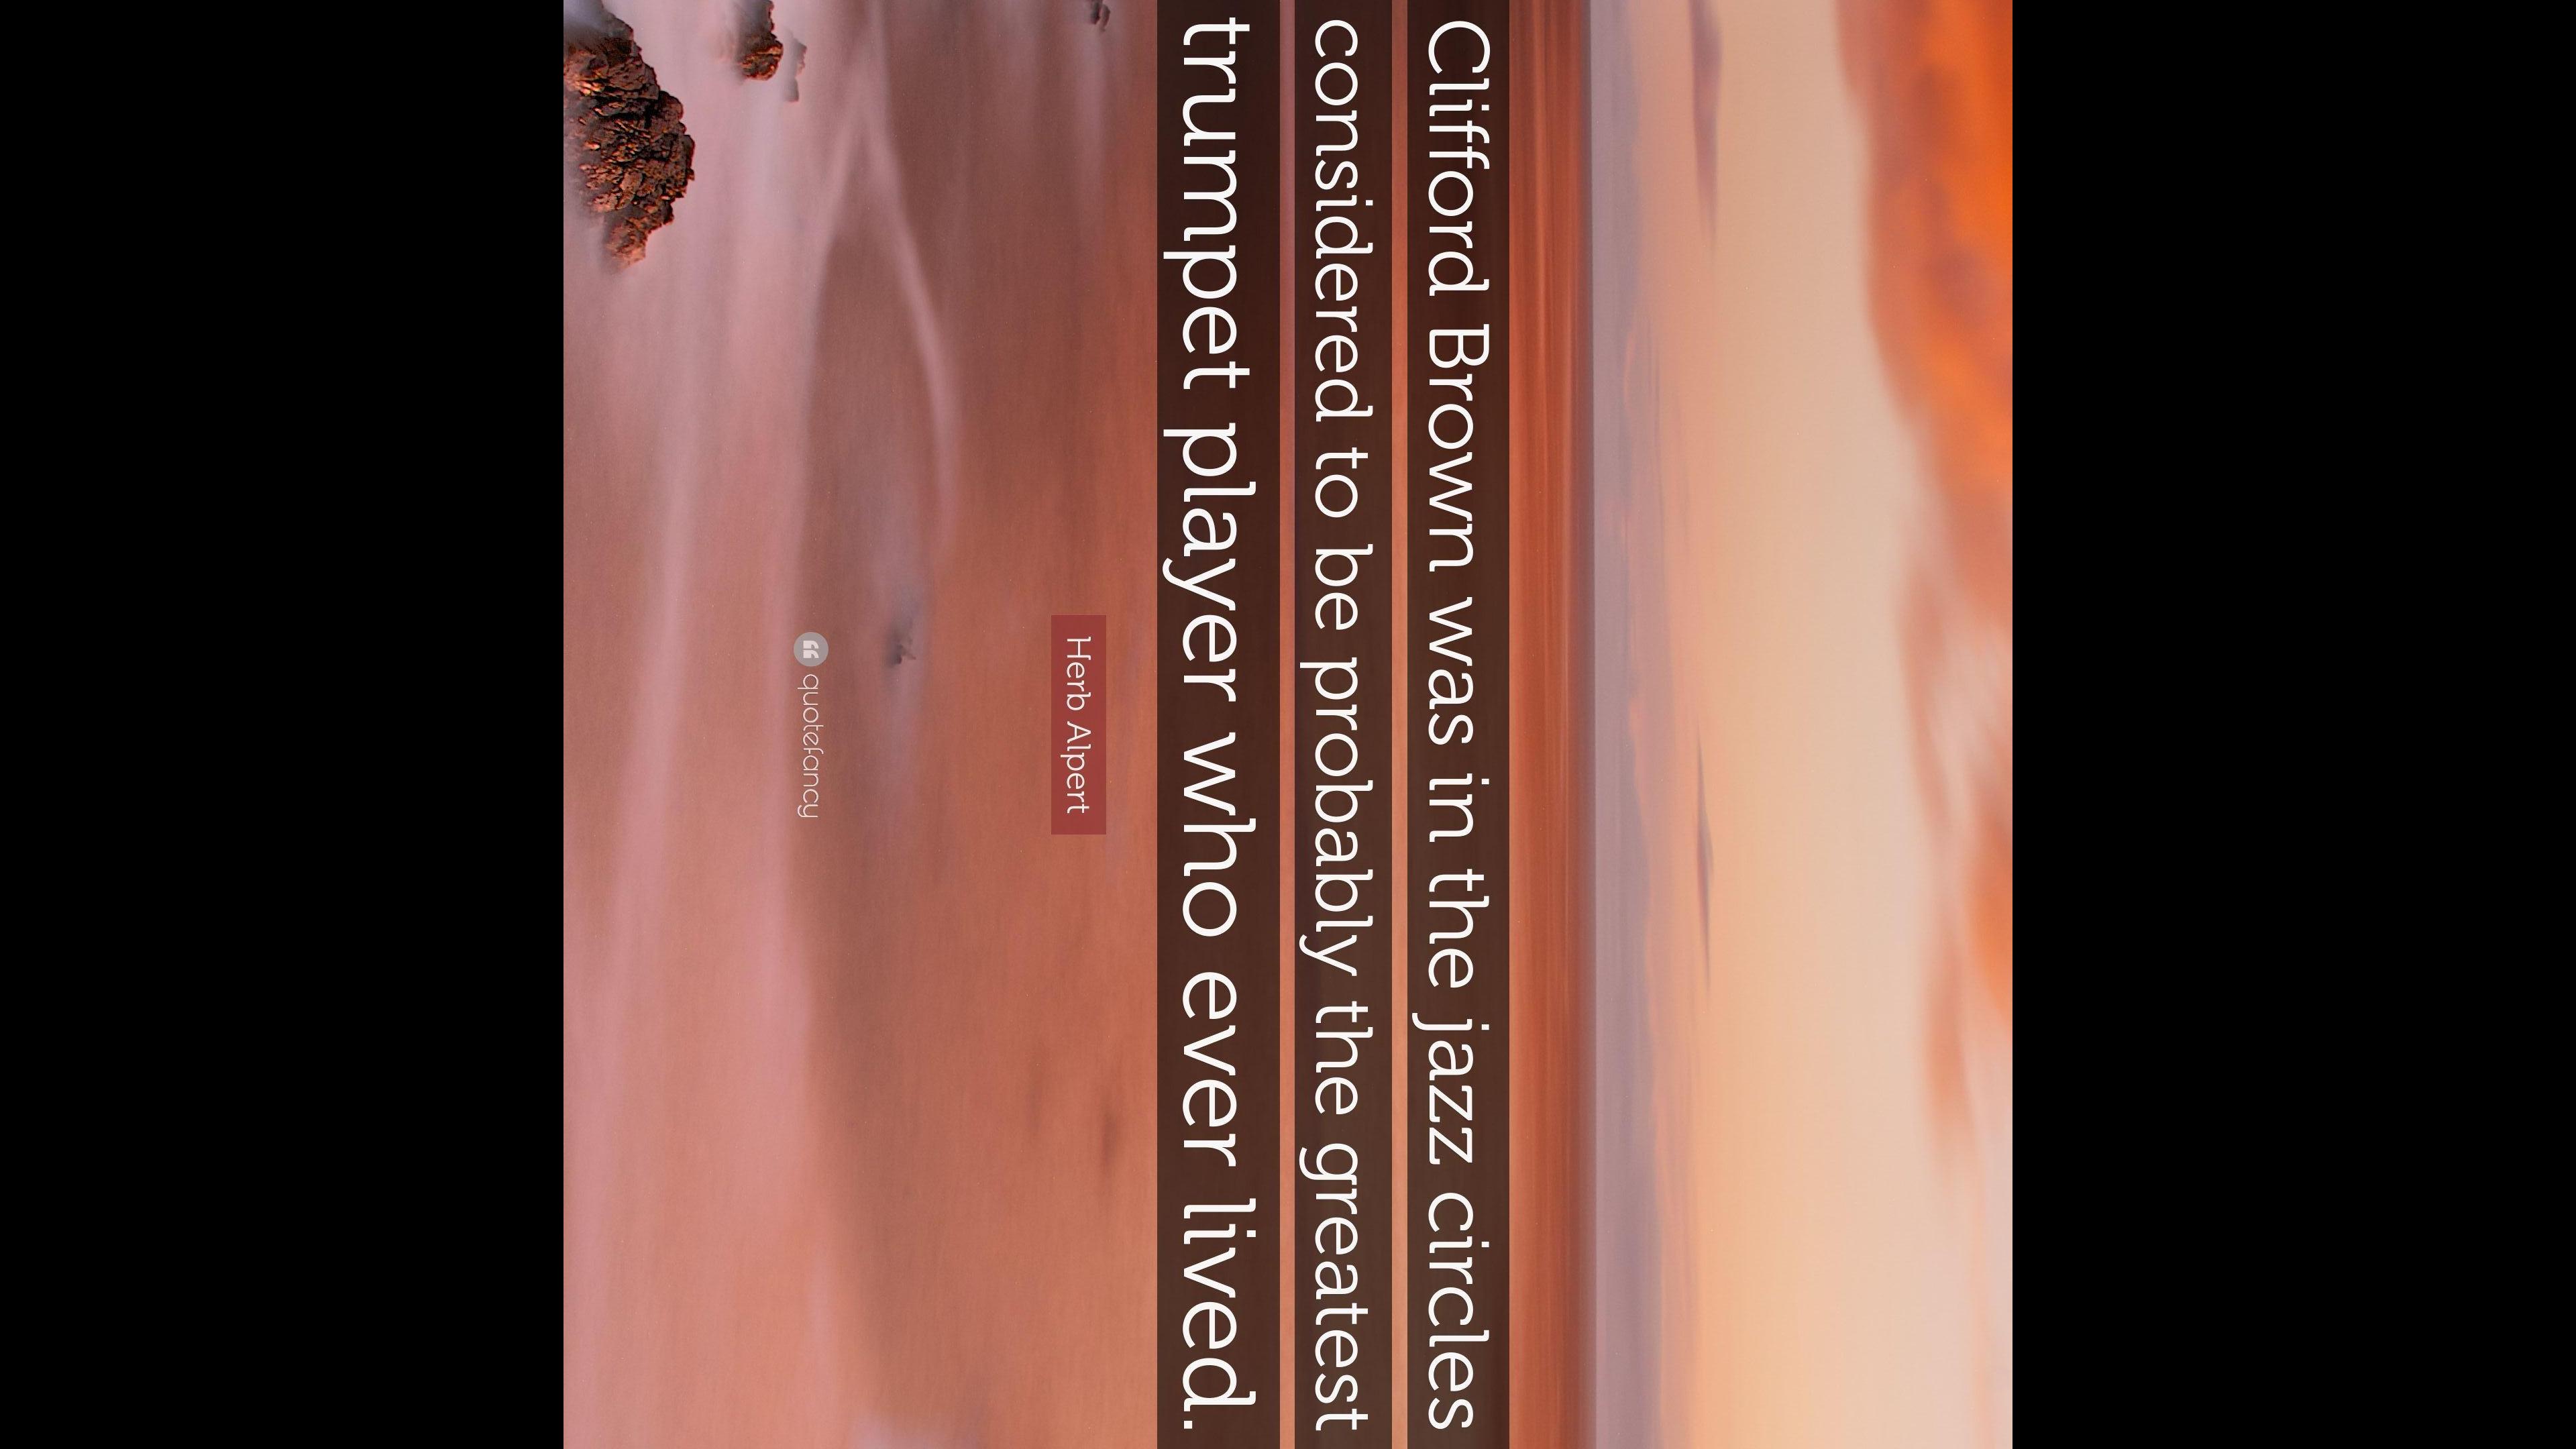 Clifford Brown was in the jazz circles
considered to be probably the greatest
trumpet player who ever lived.
Herb Alpert
quotefancy